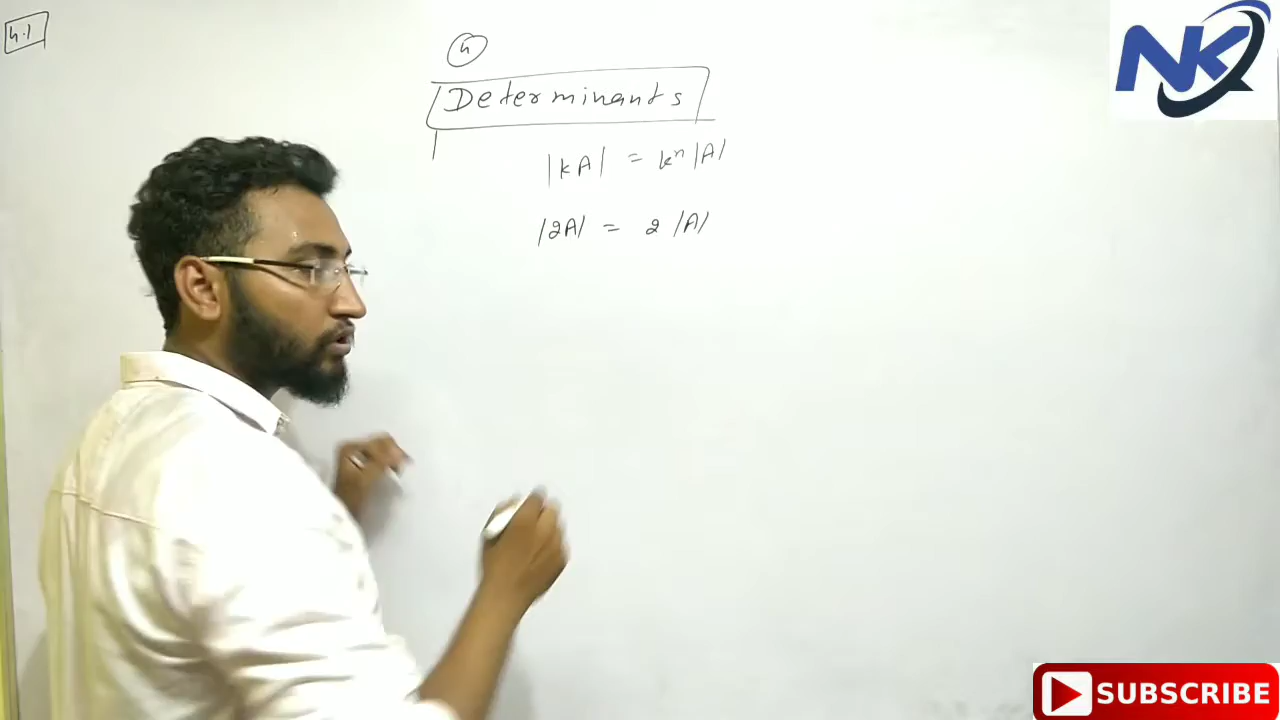 4.1
4
Determinants
|kA| = kⁿ|A|
|2A| = 2 |A|
NK
SUBSCRIBE